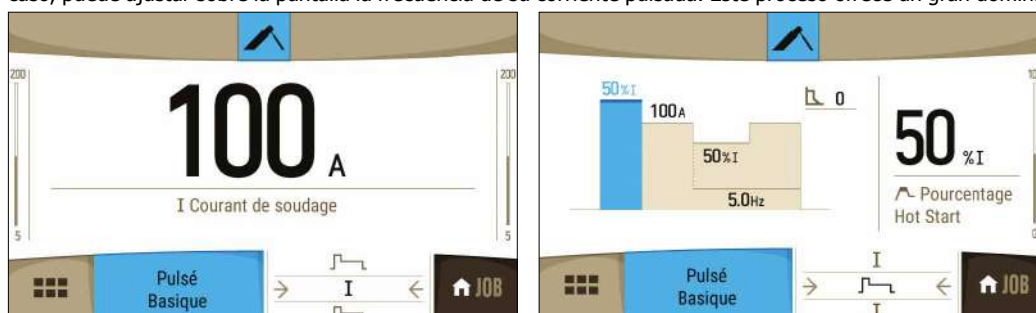 caso, puede ajustar sobre la pantalla la frecuencia de su corriente pulsada. Este proceso ofrece un gran
200
200
100 A
I Courant de soudage
5
5
Pulsé
Basique
I
JOB
50%I
100A
50%I
5.0Hz
0
50 %I
Pourcentage
Hot Start
Pulsé
Basique
I
I
JOB